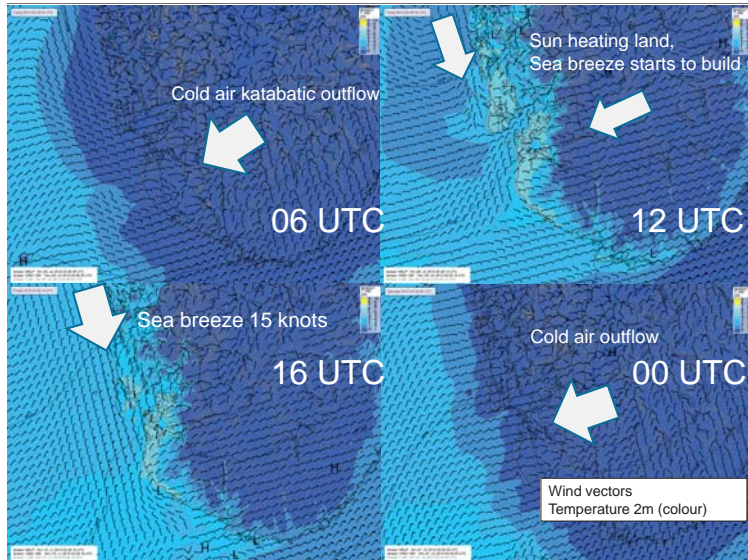 Cold air katabatic outflow
06 UTC
Sun heating land,
Sea breeze starts to build
12 UTC
Sea breeze 15 knots
16 UTC
Cold air outflow
00 UTC
Wind vectors
Temperature 2m (colour)
H
H
L
H
L
H
L
H